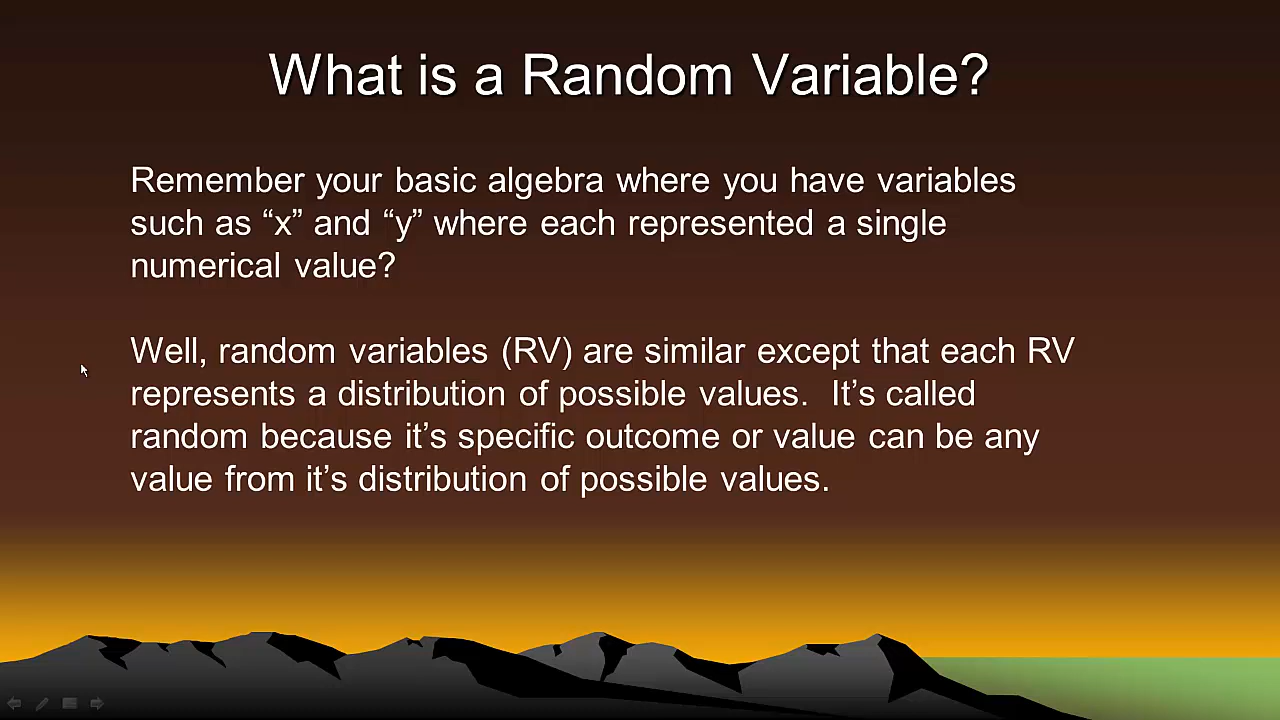 What is a Random Variable?
Remember your basic algebra where you have variables
such as “x” and “y” where each represented a single
numerical value?
Well, random variables (RV) are similar except that each RV
represents a distribution of possible values.  It’s called
random because it’s specific outcome or value can be any
value from it’s distribution of possible values.